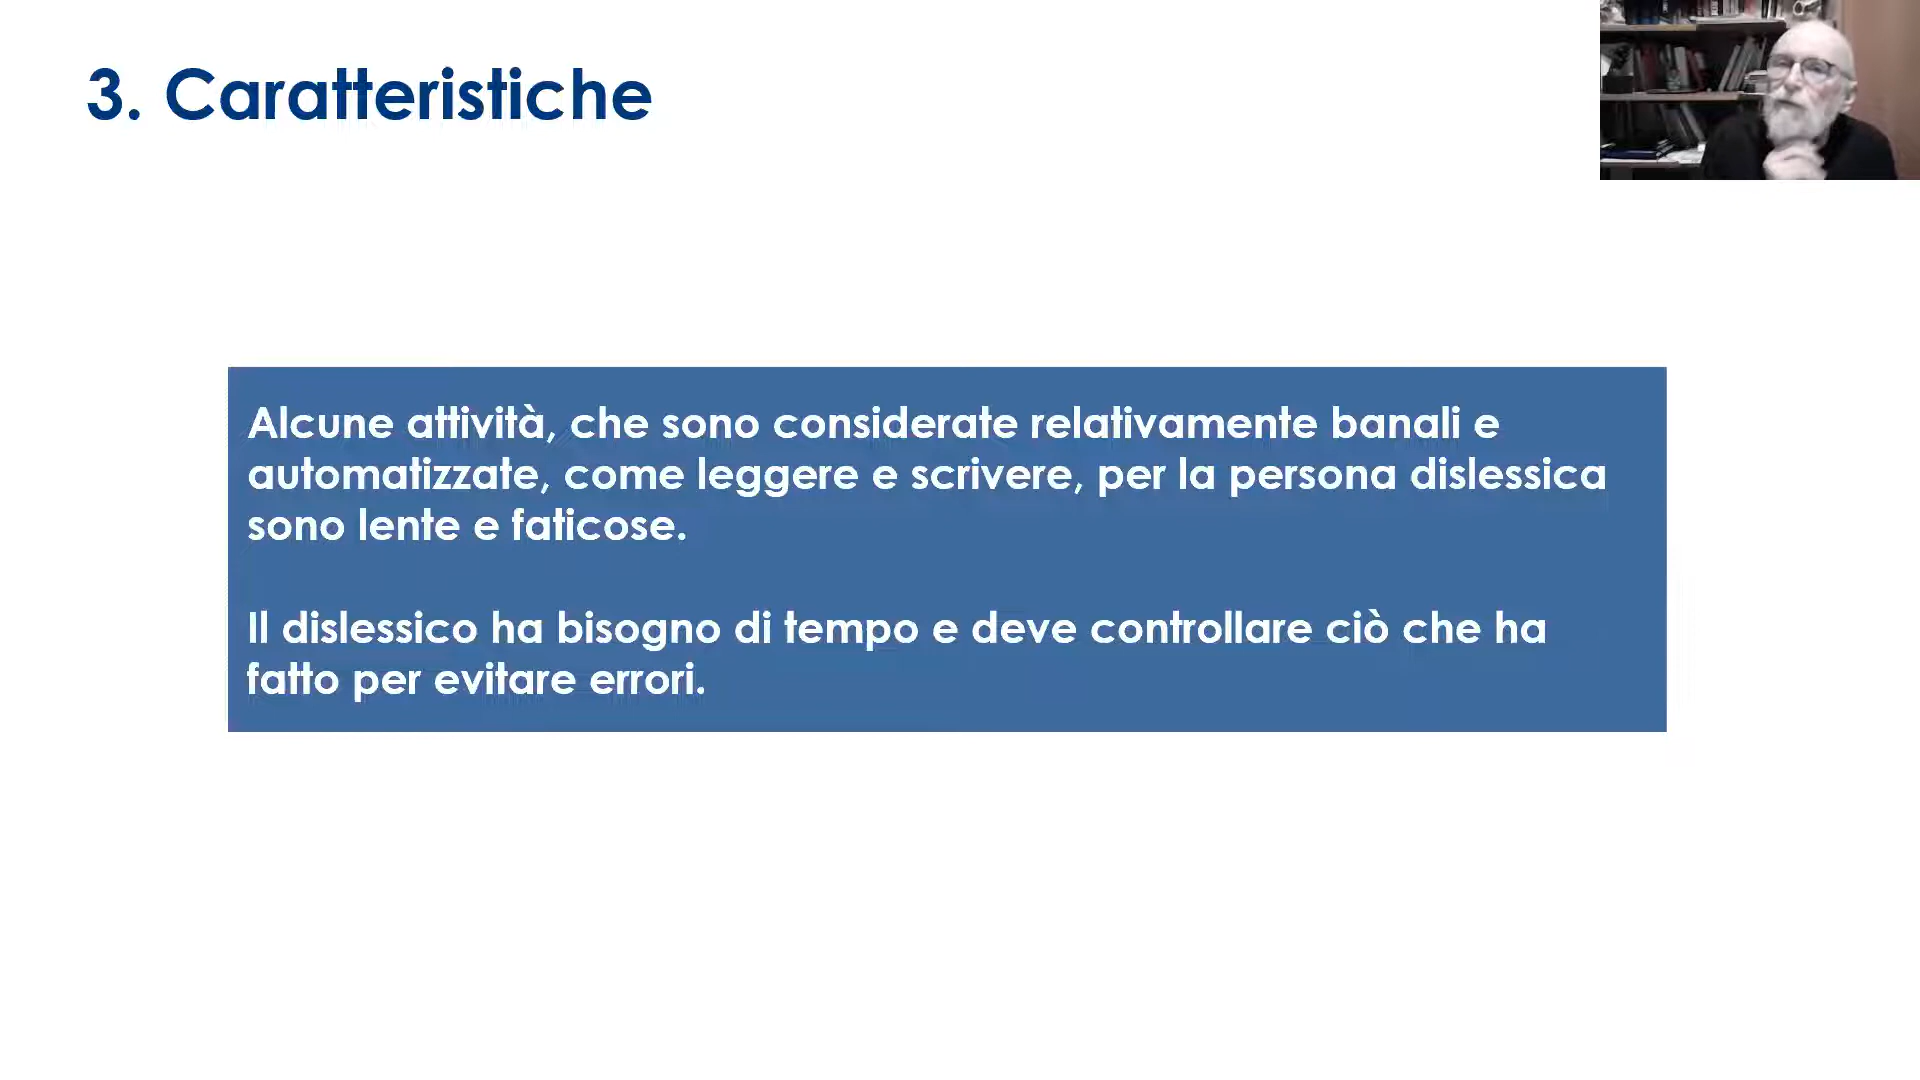 3. Caratteristiche
Alcune attività, che sono considerate relativamente banali e
automatizzate, come leggere e scrivere, per la persona dislessica
sono lente e faticose.
Il dislessico ha bisogno di tempo e deve controllare ciò che ha
fatto per evitare errori.